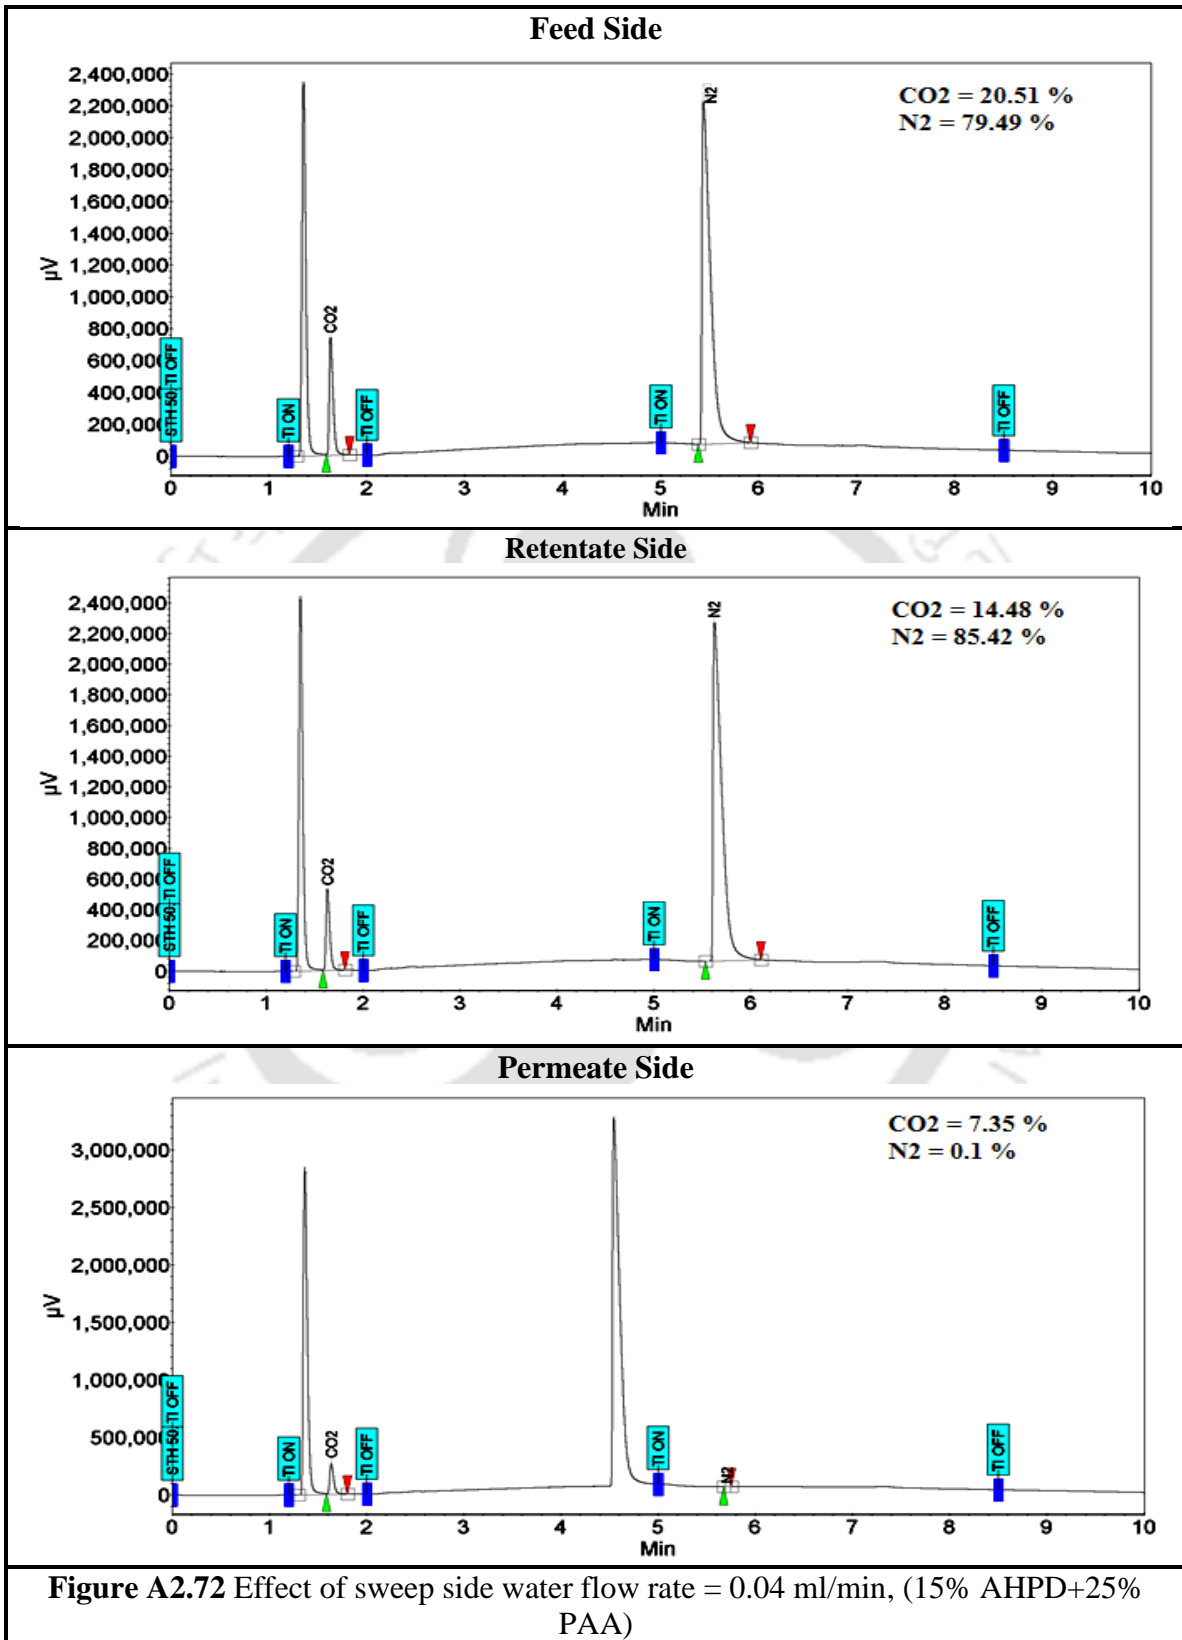 Feed Side
CO2 = 20.51 %
N2 = 79.49 %
2,400,000
2,200,000
2,000,000
1,800,000
1,600,000
1,400,000
1,200,000
1,000,000
800,000
600,000
400,000
200,000
0
µV
STH 50,-TI OFF
-TI ON
CO2
-TI OFF
-TI ON
N2
-TI OFF
0 1 2 3 4 5 6 7 8 9 10
Min
Retentate Side
CO2 = 14.48 %
N2 = 85.42 %
2,400,000
2,200,000
2,000,000
1,800,000
1,600,000
1,400,000
1,200,000
1,000,000
800,000
600,000
400,000
200,000
0
µV
STH 50,-TI OFF
-TI ON
CO2
-TI OFF
-TI ON
N2
-TI OFF
0 1 2 3 4 5 6 7 8 9 10
Min
Permeate Side
CO2 = 7.35 %
N2 = 0.1 %
3,000,000
2,500,000
2,000,000
1,500,000
1,000,000
500,000
0
µV
STH 50,-TI OFF
-TI ON
CO2
-TI OFF
-TI ON
N2
-TI OFF
0 1 2 3 4 5 6 7 8 9 10
Min
Figure A2.72 Effect of sweep side water flow rate = 0.04 ml/min, (15% AHPD+25%
PAA)